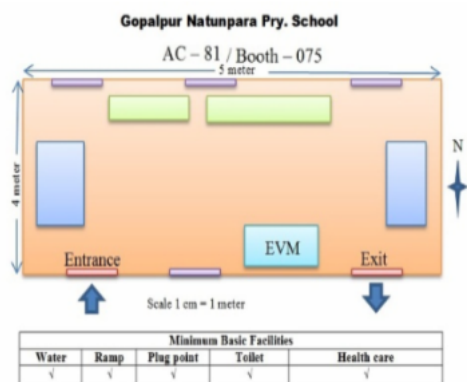 Gopalpur Natunpara Pry. School
AC – 81 / Booth – 075
5 meter
4 meter
N
EVM
Entrance
Exit
Scale 1 cm = 1 meter
Minimum Basic Facilities
Water Ramp Plug point Toilet Health care
√ √ √ √ √